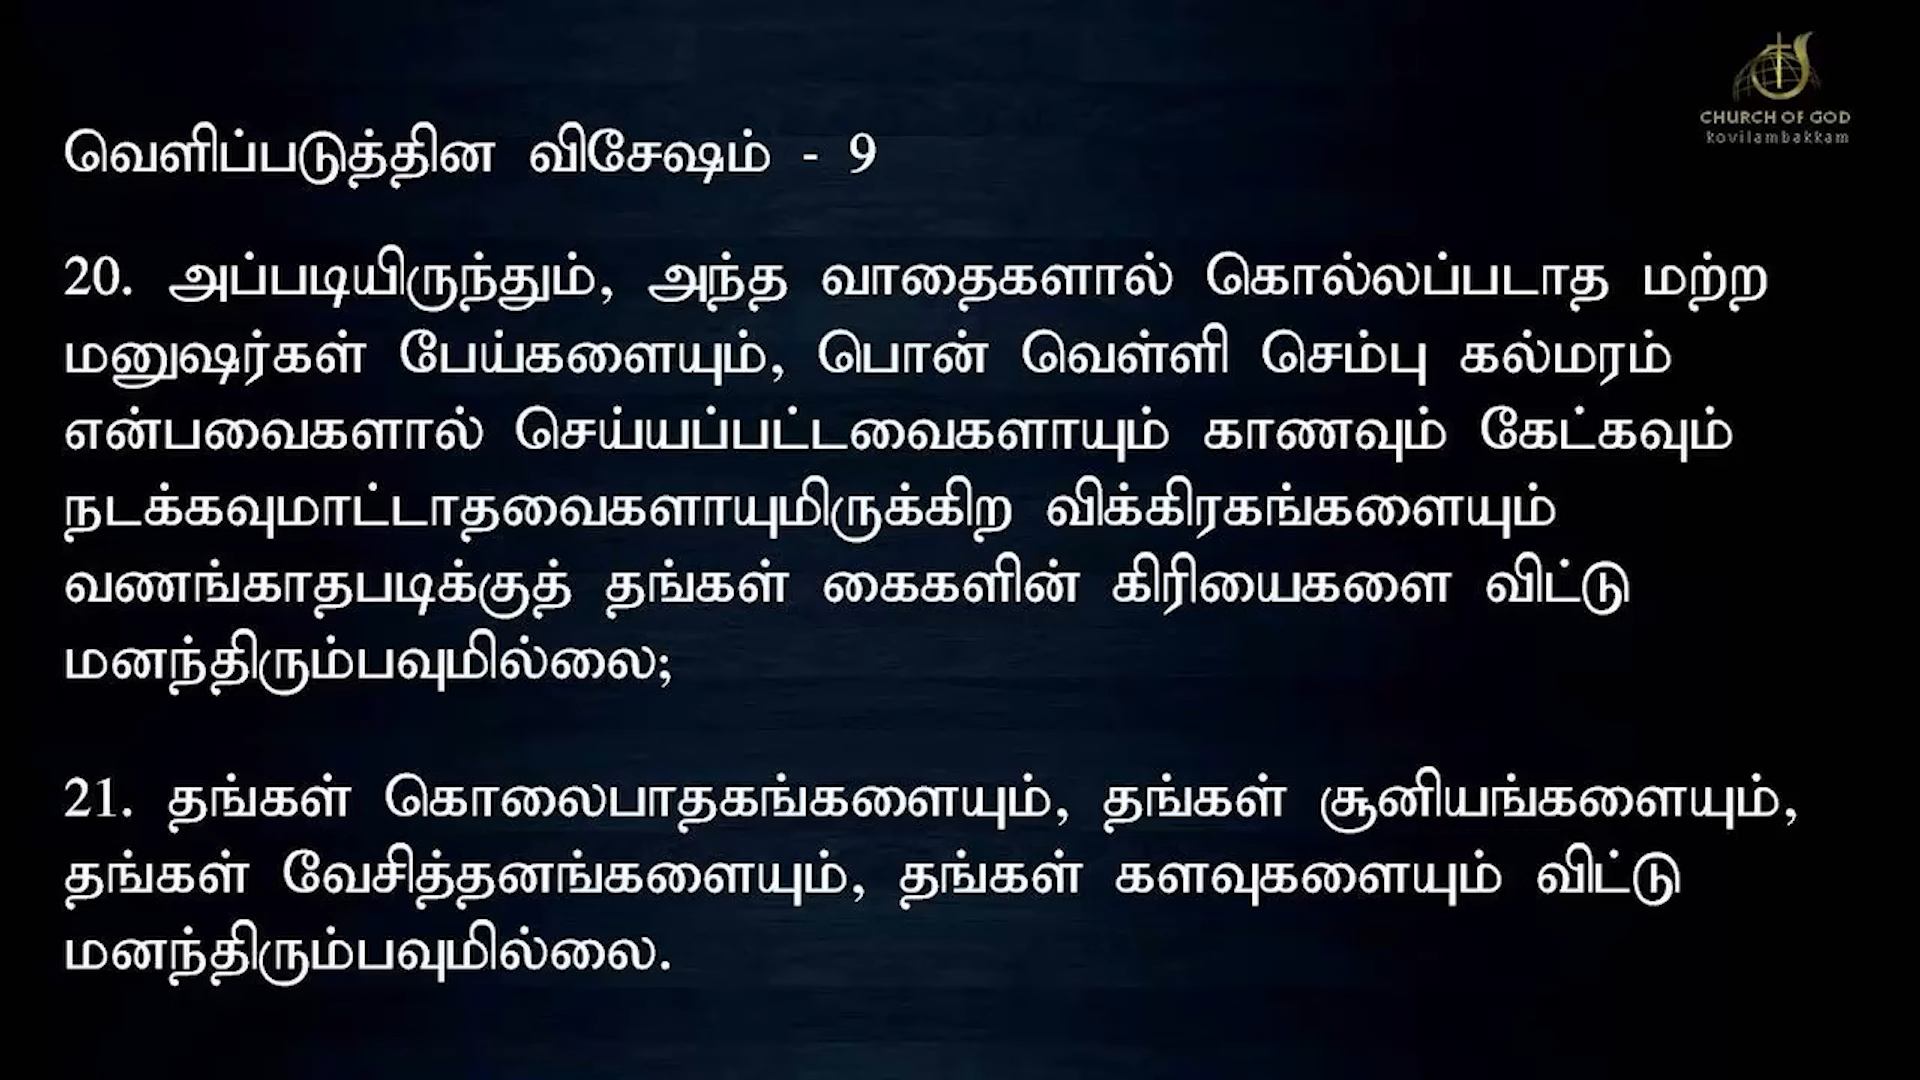 CHURCH OF GOD
kovilambakkam
வெளிப்படுத்தின விசேஷம் - 9
20. அப்படியிருந்தும், அந்த வாதைகளால் கொல்லப்படாத மற்ற
மனுஷர்கள் பேய்களையும், பொன் வெள்ளி செம்பு கல்மரம்
என்பவைகளால் செய்யப்பட்டவைகளாயும் காணவும் கேட்கவும்
நடக்கவுமாட்டாதவைகளாயுமிருக்கிற விக்கிரகங்களையும்
வணங்காதபடிக்குத் தங்கள் கைகளின் கிரியைகளை விட்டு
மனந்திரும்பவுமில்லை;
21. தங்கள் கொலைபாதகங்களையும், தங்கள் சூனியங்களையும்,
தங்கள் வேசித்தனங்களையும், தங்கள் களவுகளையும் விட்டு
மனந்திரும்பவுமில்லை.